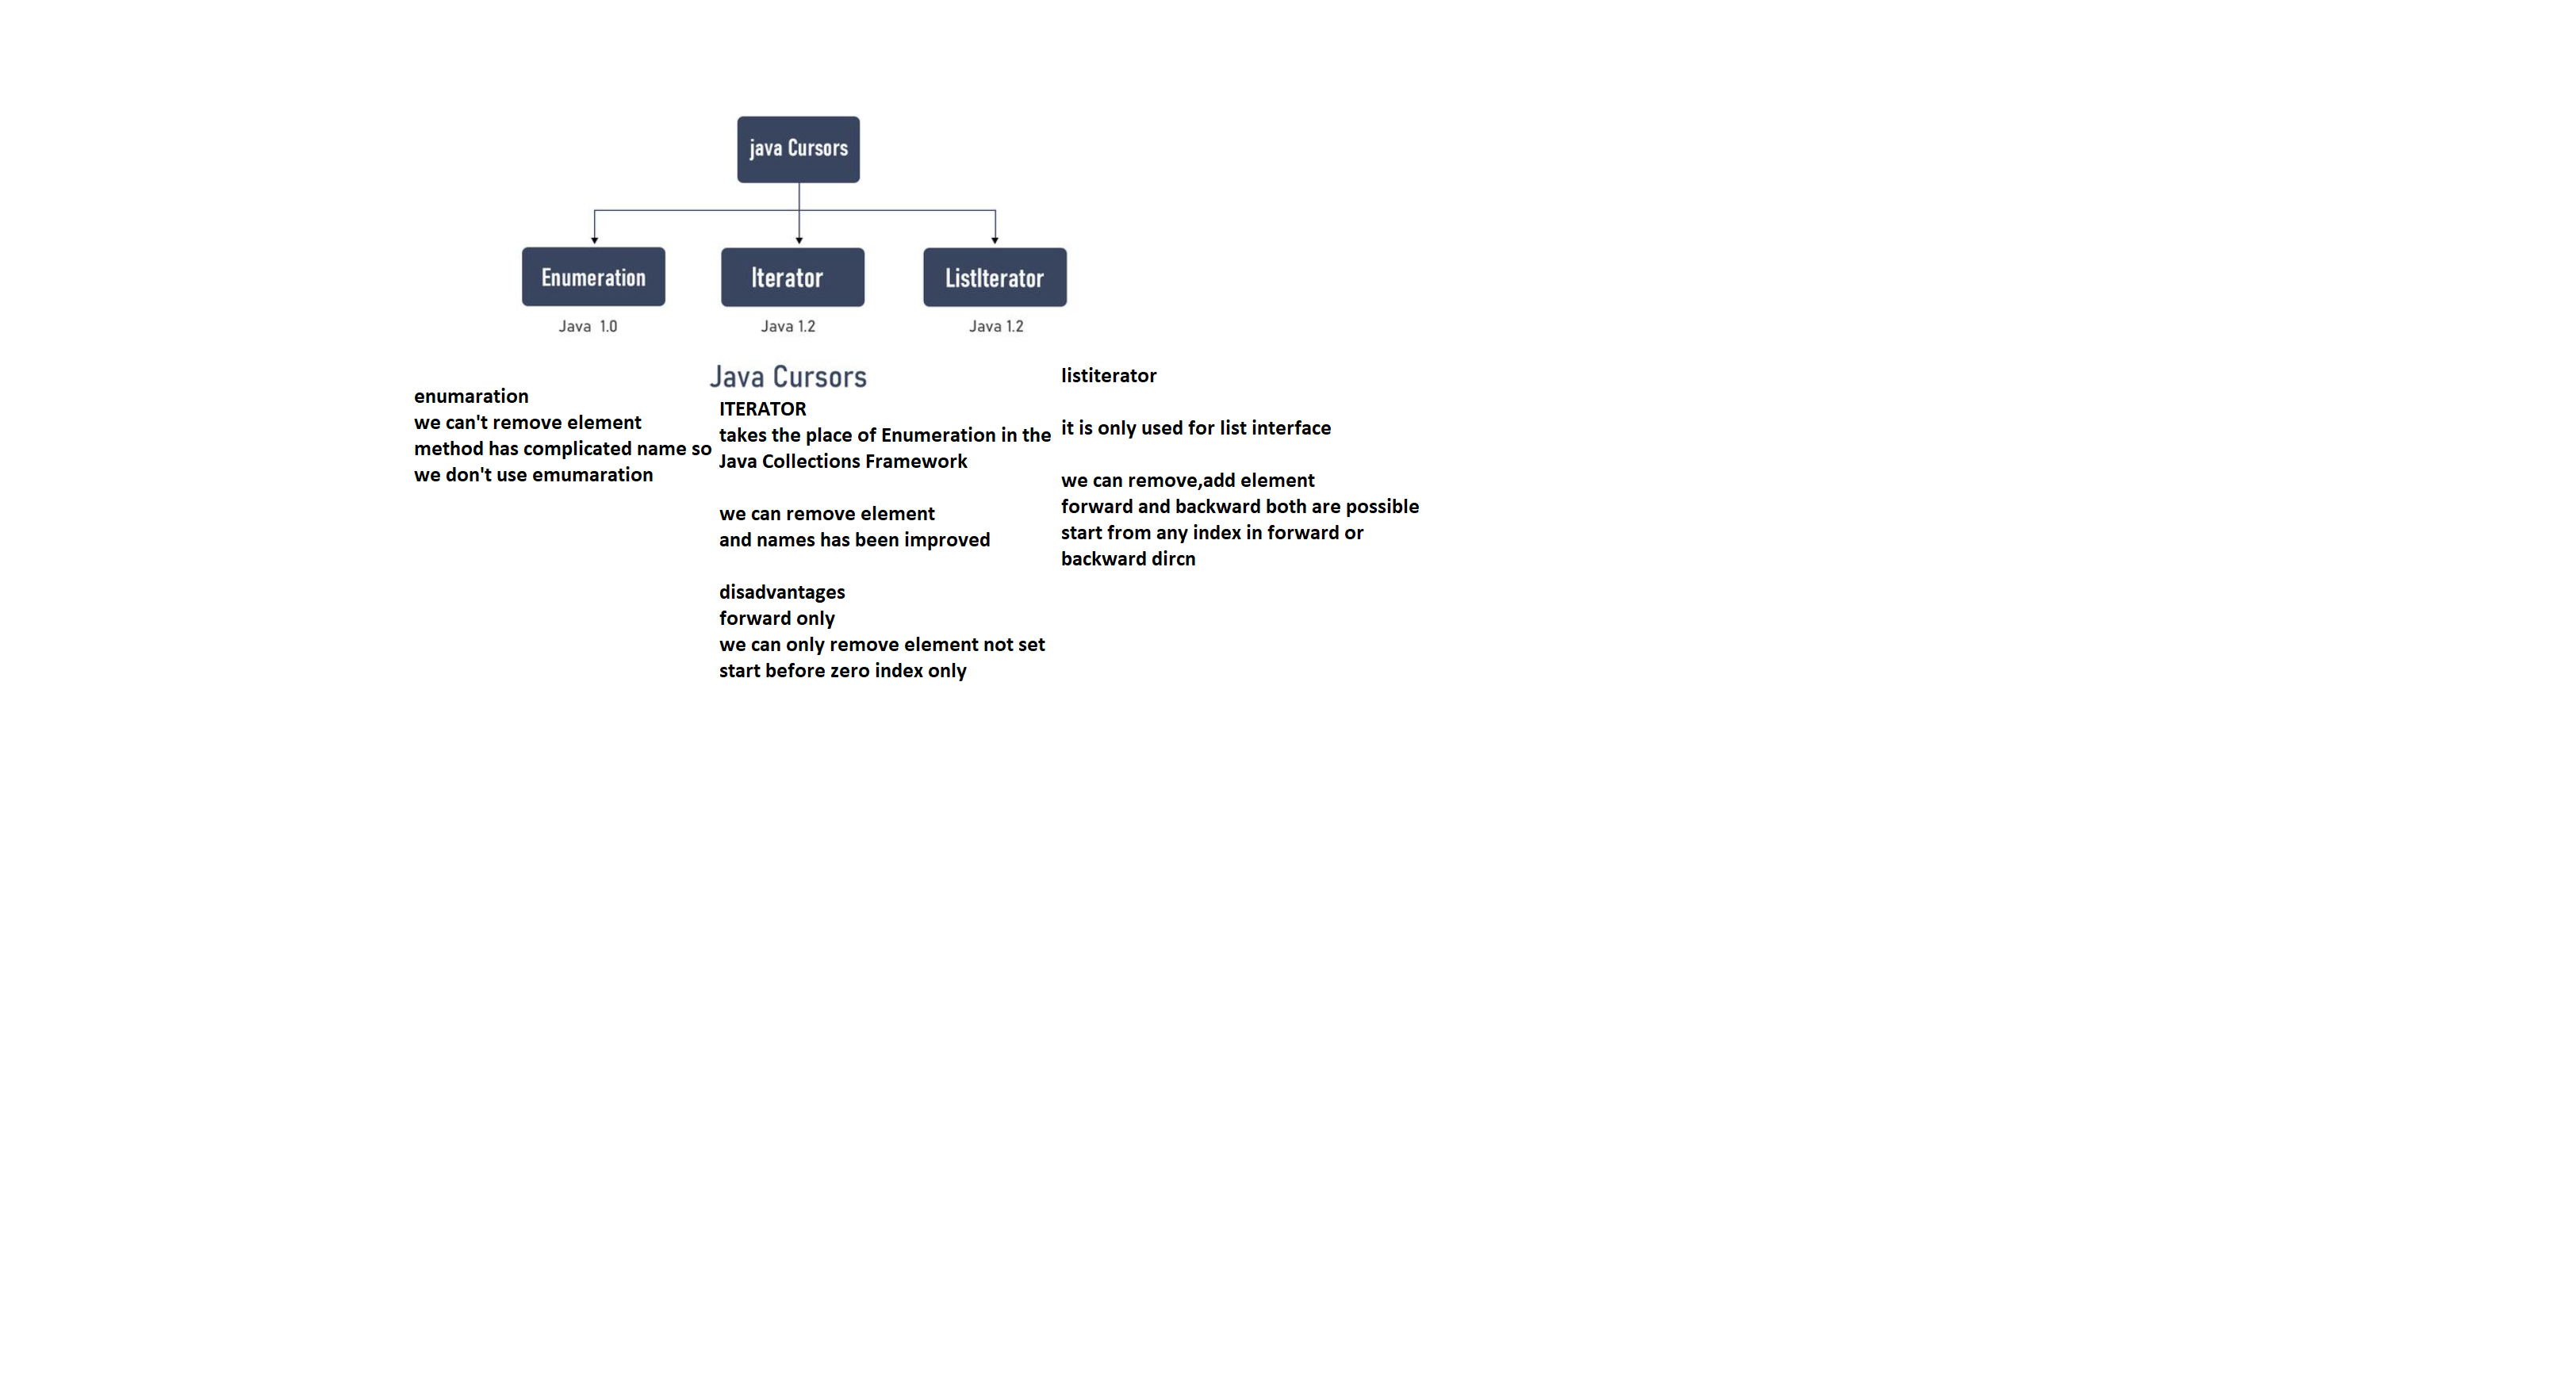 java Cursors
Enumeration
Iterator
ListIterator
Java 1.0
Java 1.2
Java 1.2
Java Cursors
enumaration
we can't remove element
method has complicated name so
we don't use emumaration
ITERATOR
takes the place of Enumeration in the
Java Collections Framework
we can remove element
and names has been improved
disadvantages
forward only
we can only remove element not set
start before zero index only
listiterator
it is only used for list interface
we can remove,add element
forward and backward both are possible
start from any index in forward or
backward dircn